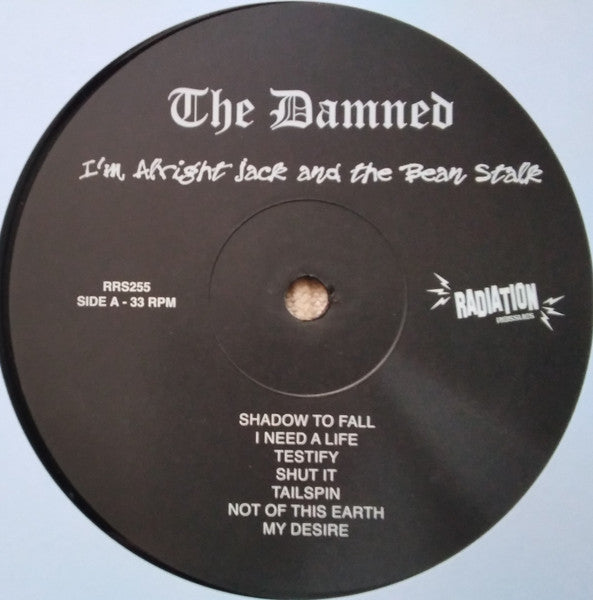 The Damned
I'm Alright Jack and the Bean Stalk
RRS255
SIDE A - 33 RPM
RADIATION
REISSUES
SHADOW TO FALL
I NEED A LIFE
TESTIFY
SHUT IT
TAILSPIN
NOT OF THIS EARTH
MY DESIRE